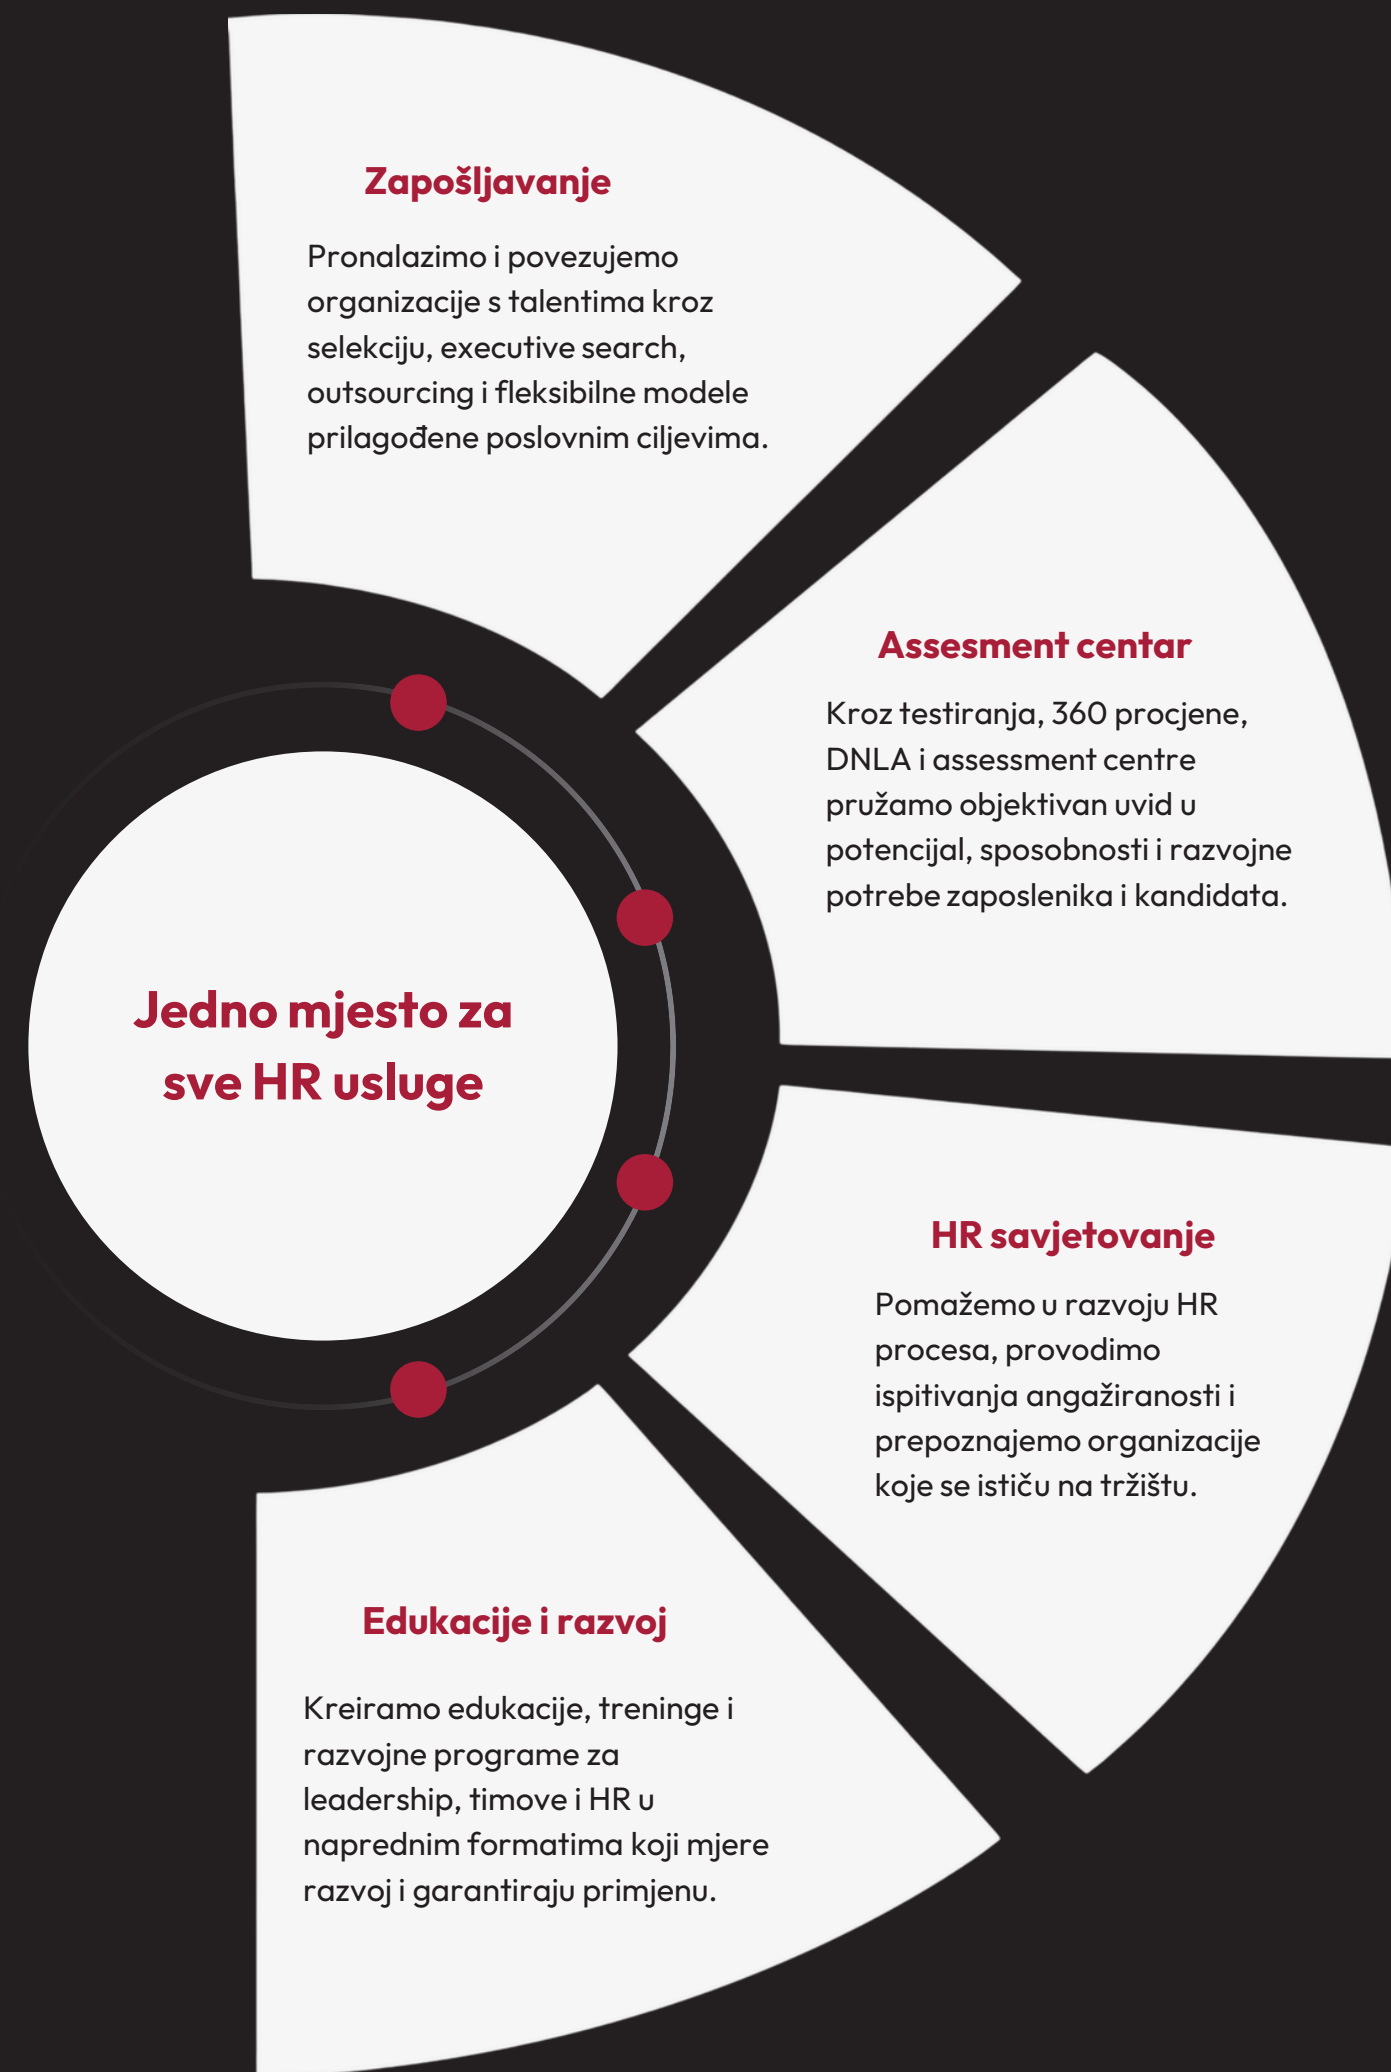 Zapošljavanje
Pronalazimo i povezujemo
organizacije s talentima kroz
selekciju, executive search,
outsourcing i fleksibilne modele
prilagođene poslovnim ciljevima.
Assesment centar
Kroz testiranja, 360 procjene,
DNLA i assessment centre
pružamo objektivan uvid u
potencijal, sposobnosti i razvojne
potrebe zaposlenika i kandidata.
Jedno mjesto za
sve HR usluge
HR savjetovanje
Pomažemo u razvoju HR
procesa, provodimo
ispitivanja angažiranosti i
prepoznajemo organizacije
koje se ističu na tržištu.
Edukacije i razvoj
Kreiramo edukacije, treninge i
razvojne programe za
leadership, timove i HR u
naprednim formatima koji mjere
razvoj i garantiraju primjenu.